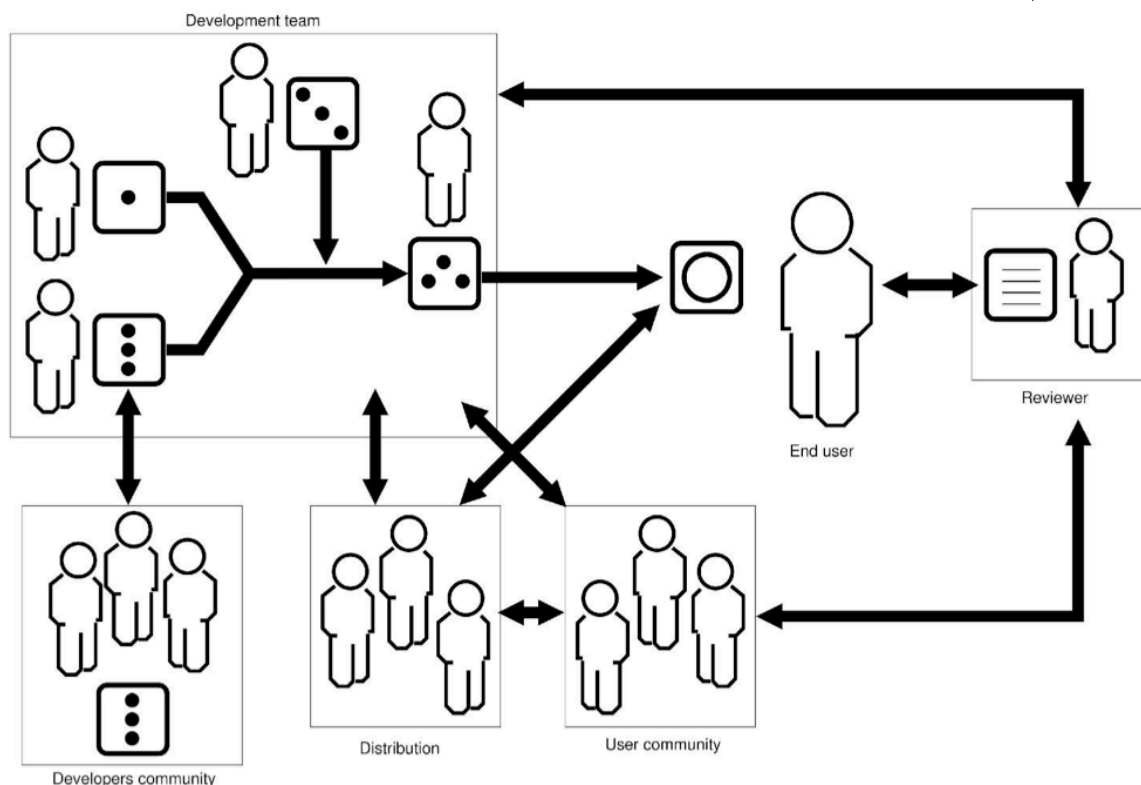 Development team
Reviewer
End user
Distribution
User community
Developers community